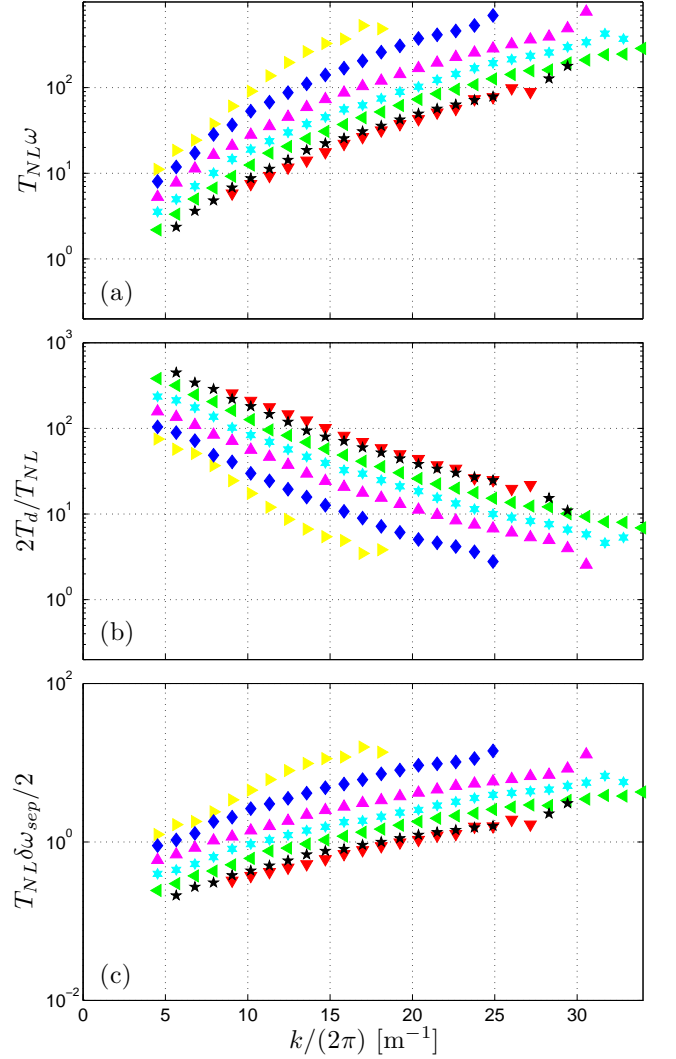 10^2
10^1
10^0
T_{NL}ω
(a)
10^3
10^2
10^1
10^0
2T_d/T_{NL}
(b)
10^2
10^0
10^{−2}
T_{NL}δω_{sep}/2
(c)
0 5 10 15 20 25 30
k/(2π) [m^{−1}]